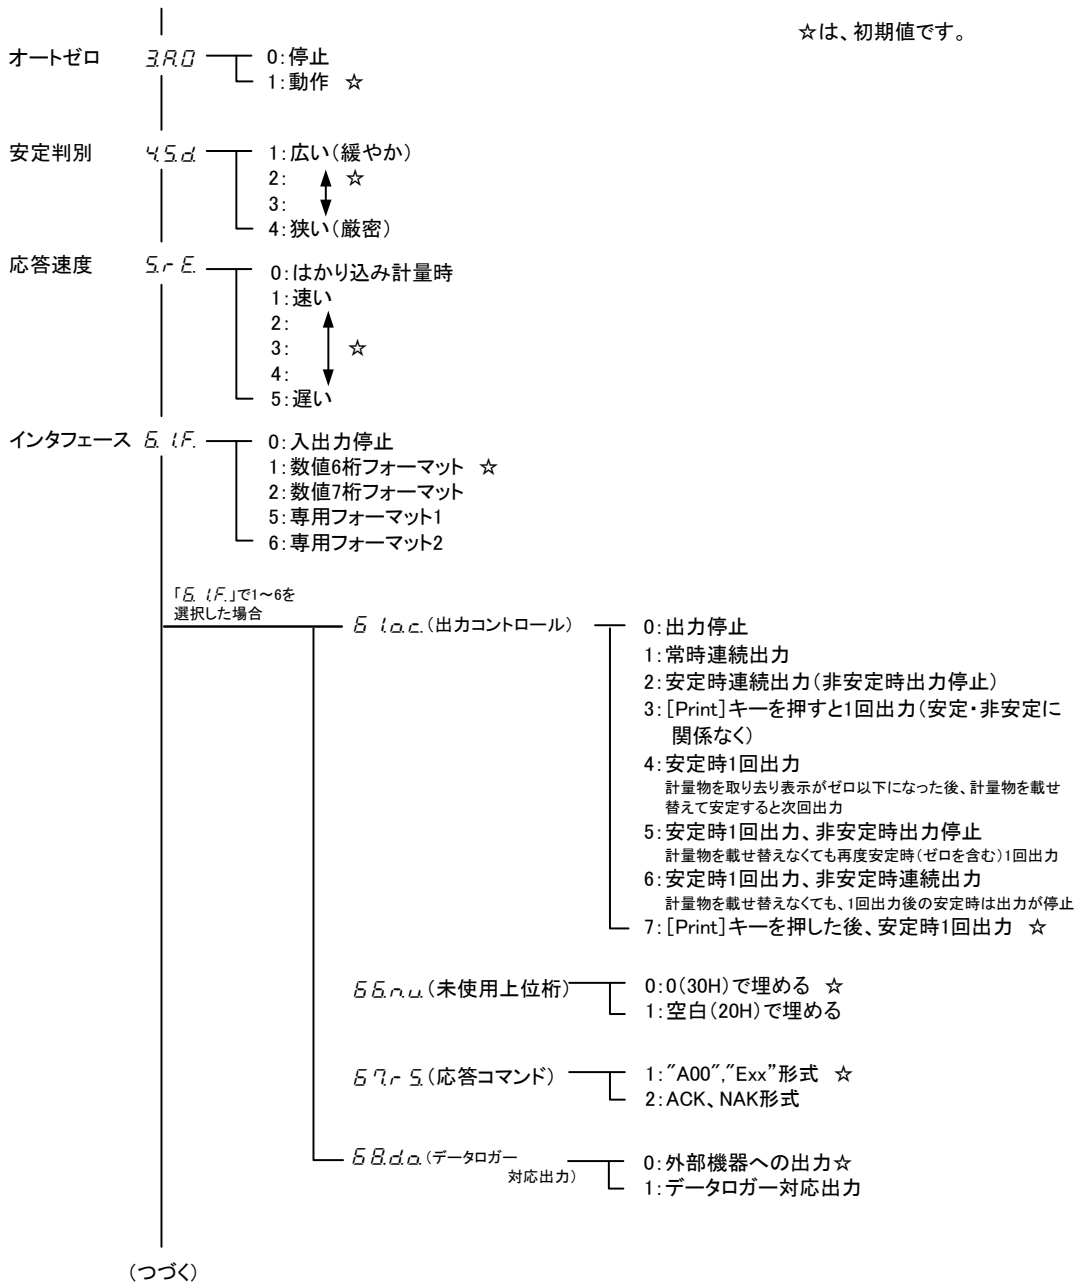 ☆は、初期値です。
オートゼロ 3.A.0 0:停止
1:動作 ☆
安定判別 4.S.d. 1:広い(緩やか)
2: ☆
3:
4:狭い(厳密)
応答速度 5.r E. 0:はかり込み計量時
1:速い
2:
3: ☆
4:
5:遅い
インタフェース 6. I.F. 0:入出力停止
1:数値6桁フォーマット ☆
2:数値7桁フォーマット
5:専用フォーマット1
6:専用フォーマット2
「6. I.F.」で1~6を
選択した場合
6 1.o.c.(出力コントロール) 0:出力停止
1:常時連続出力
2:安定時連続出力(非安定時出力停止)
3:[Print]キーを押すと1回出力(安定・非安定に
関係なく)
4:安定時1回出力
計量物を取り去り表示がゼロ以下になった後、計量物を載せ
替えて安定すると次回出力
5:安定時1回出力、非安定時出力停止
計量物を載せ替えなくても再度安定時(ゼロを含む)1回出力
6:安定時1回出力、非安定時連続出力
計量物を載せ替えなくても、1回出力後の安定時は出力が停止
7:[Print]キーを押した後、安定時1回出力 ☆
6 6.n.u.(未使用上位桁) 0:0(30H)で埋める ☆
1:空白(20H)で埋める
6 7.r S.(応答コマンド) 1:"A00","Exx"形式 ☆
2:ACK、NAK形式
6 8.d.o.(データロガー
対応出力) 0:外部機器への出力☆
1:データロガー対応出力
(つづく)